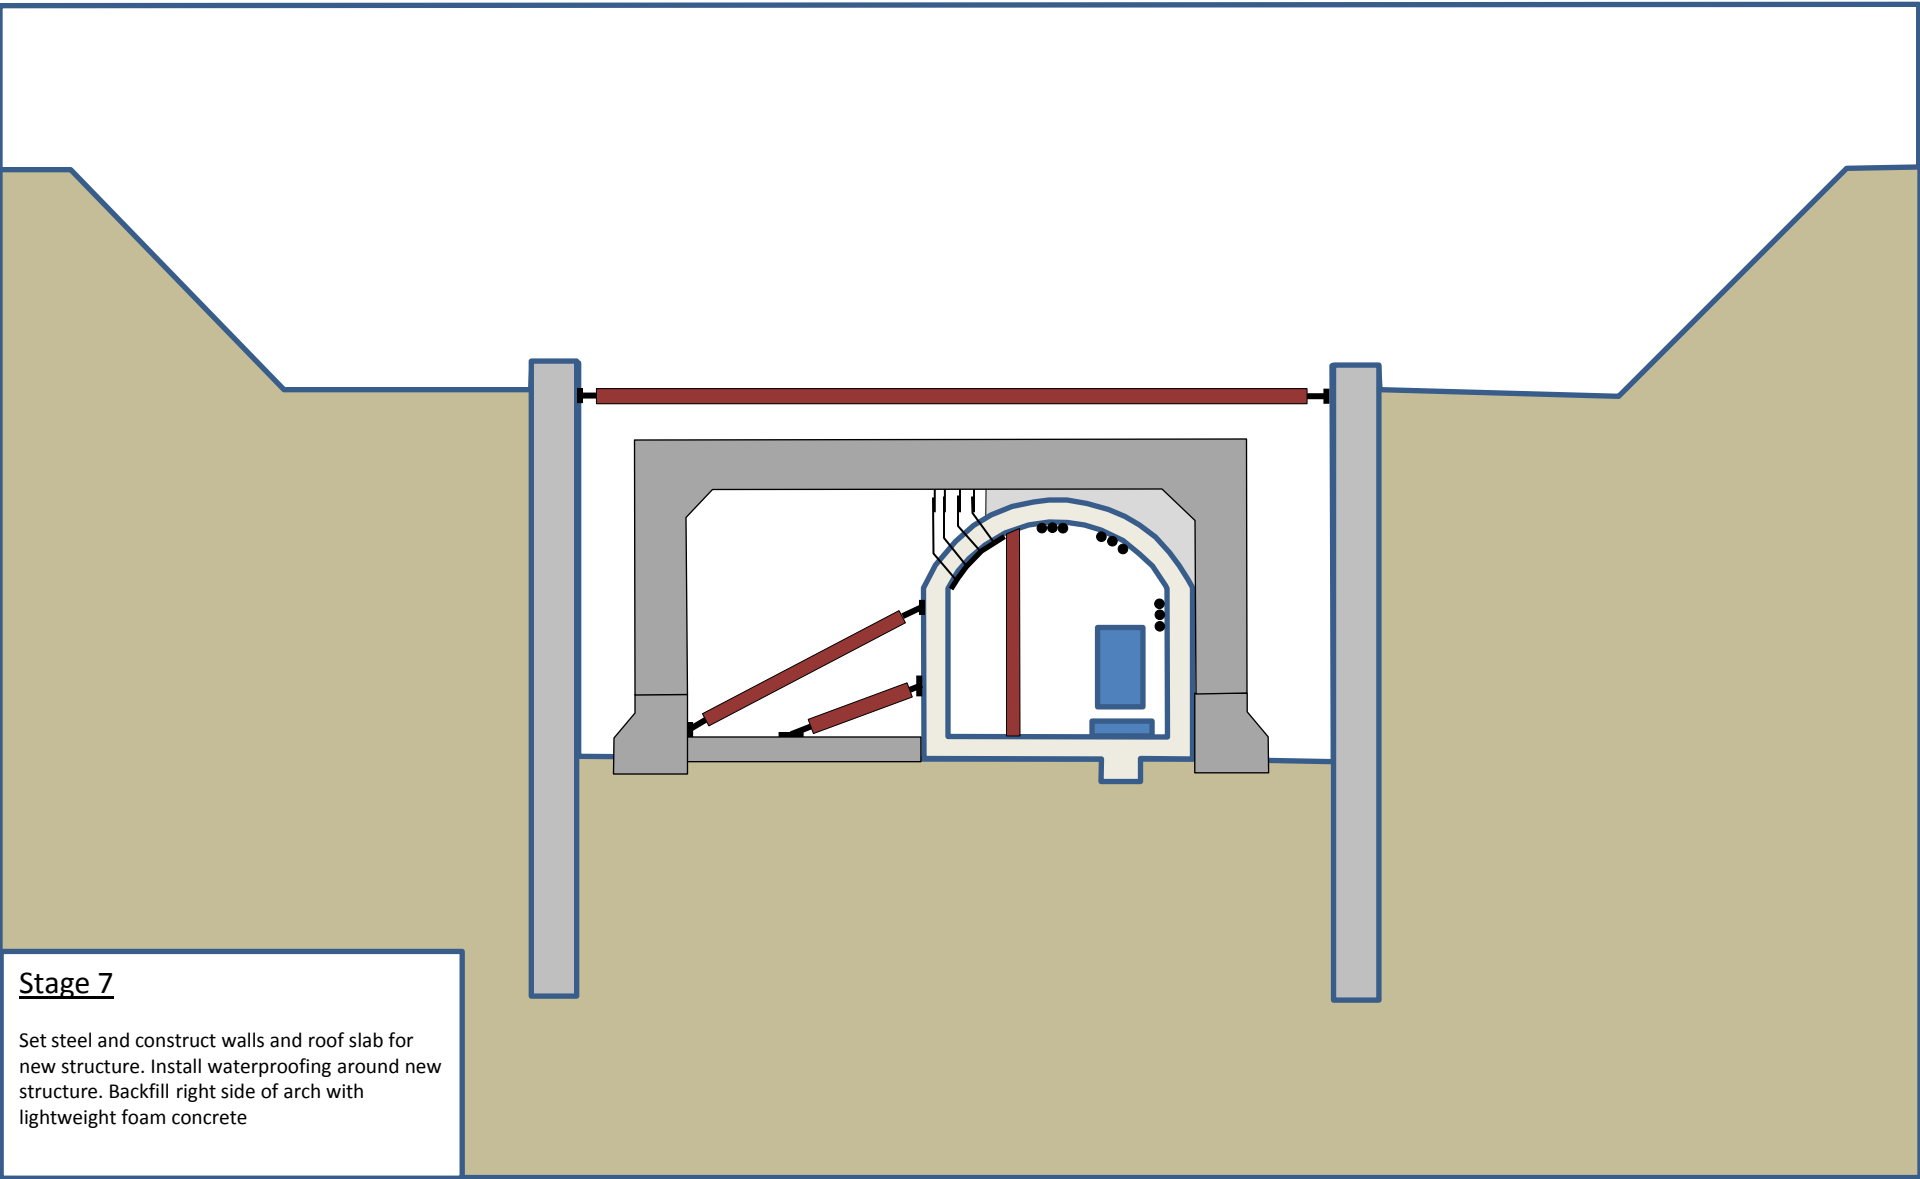 Stage 7
Set steel and construct walls and roof slab for
new structure. Install waterproofing around new
structure. Backfill right side of arch with
lightweight foam concrete